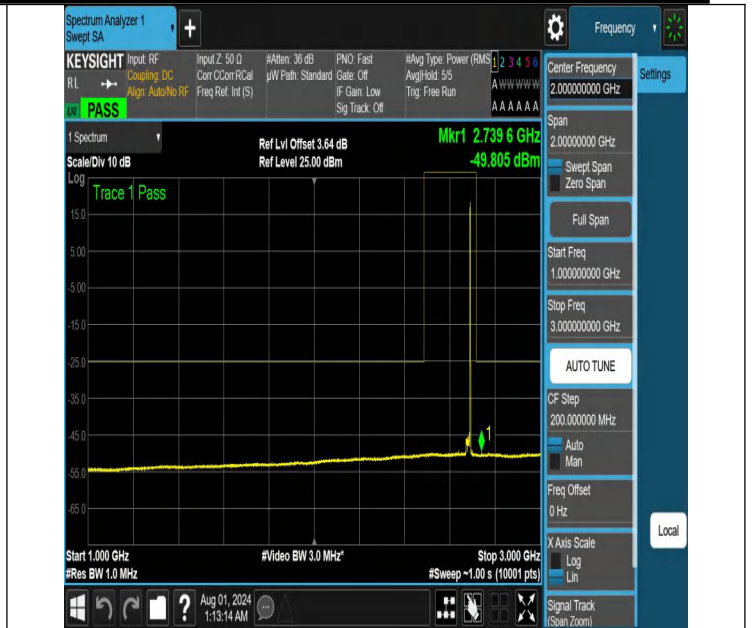 Spectrum Analyzer 1
Swept SA
+
Frequency
KEYSIGHT
RL
LXI
PASS
Input: RF
Coupling: DC
Align: Auto/No RF
Input Z: 50 Ω
Corr CCorr RCal
Freq Ref: Int (S)
#Atten: 36 dB
µW Path: Standard
PNO: Fast
Gate: Off
IF Gain: Low
Sig Track: Off
#Avg Type: Power (RMS
Avg|Hold: 5/5
Trig: Free Run
1 2 3 4 5 6
A W W W W W
A A A A A A
1 Spectrum
Scale/Div 10 dB
Ref Lvl Offset 3.64 dB
Ref Level 25.00 dBm
Mkr1 2.739 6 GHz
-49.805 dBm
Log
Trace 1 Pass
15.0
5.00
-5.00
-15.0
-25.0
-35.0
-45.0
-55.0
-65.0
1
Start 1.000 GHz
#Res BW 1.0 MHz
#Video BW 3.0 MHz*
Stop 3.000 GHz
#Sweep ~1.00 s (10001 pts)
?
Aug 01, 2024
1:13:14 AM
Center Frequency
2.000000000 GHz
Span
2.00000000 GHz
Swept Span
Zero Span
Full Span
Start Freq
1.000000000 GHz
Stop Freq
3.000000000 GHz
AUTO TUNE
CF Step
200.000000 MHz
Auto
Man
Freq Offset
0 Hz
X Axis Scale
Log
Lin
Signal Track
(Span Zoom)
Settings
Local